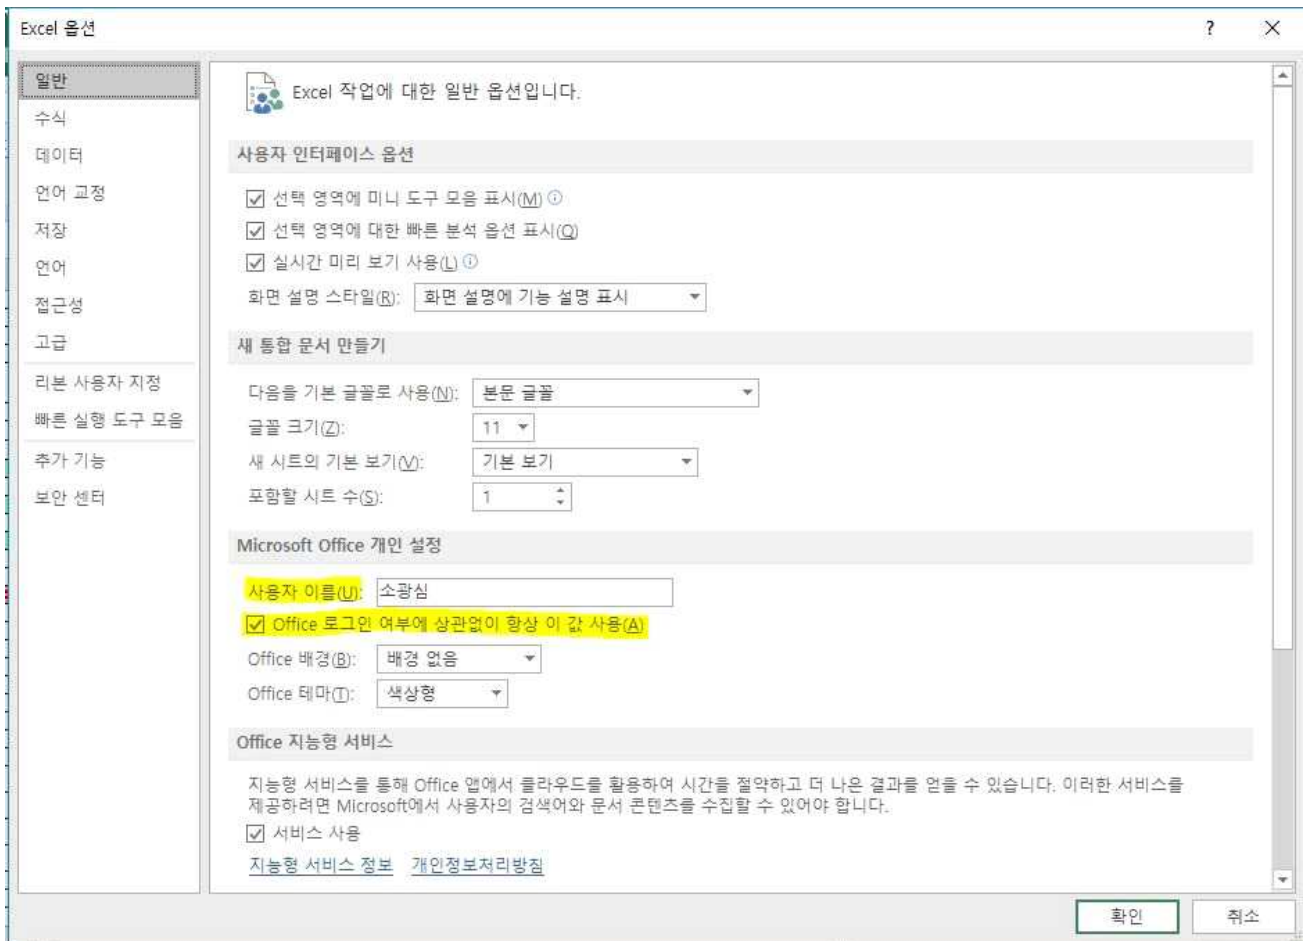 Excel 옵션
?
일반
수식
데이터
언어 교정
저장
언어
접근성
고급
리본 사용자 지정
빠른 실행 도구 모음
추가 기능
보안 센터
Excel 작업에 대한 일반 옵션입니다.
사용자 인터페이스 옵션
선택 영역에 미니 도구 모음 표시(M)
선택 영역에 대한 빠른 분석 옵션 표시(Q)
실시간 미리 보기 사용(L)
화면 설명 스타일(R): 화면 설명에 기능 설명 표시
새 통합 문서 만들기
다음을 기본 글꼴로 사용(N): 본문 글꼴
글꼴 크기(Z): 11
새 시트의 기본 보기(V): 기본 보기
포함할 시트 수(S): 1
Microsoft Office 개인 설정
사용자 이름(U): 소광심
Office 로그인 여부에 상관없이 항상 이 값 사용(A)
Office 배경(B): 배경 없음
Office 테마(T): 색상형
Office 지능형 서비스
지능형 서비스를 통해 Office 앱에서 클라우드를 활용하여 시간을 절약하고 더 나은 결과를 얻을 수 있습니다. 이러한 서비스를
제공하려면 Microsoft에서 사용자의 검색어와 문서 콘텐츠를 수집할 수 있어야 합니다.
서비스 사용
지능형 서비스 정보 개인정보처리방침
확인 취소